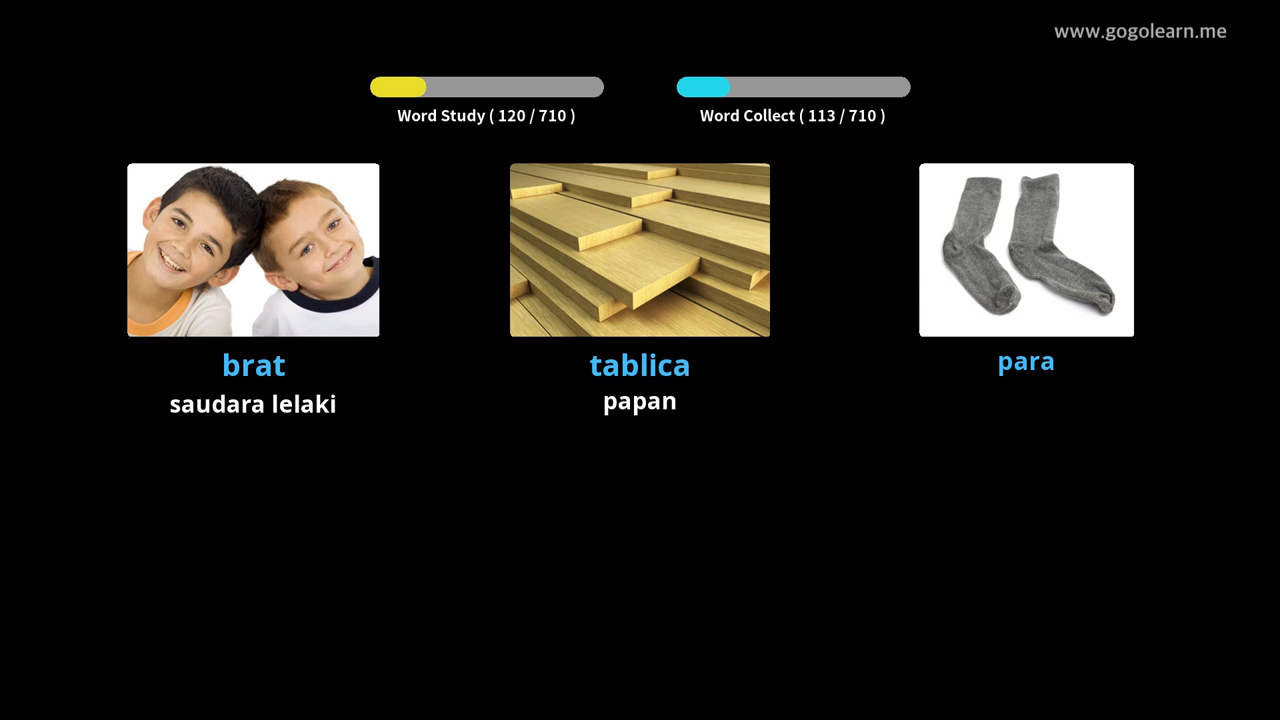 www.gogolearn.me
Word Study ( 120 / 710 )
Word Collect ( 113 / 710 )
brat
saudara lelaki
tablica
papan
para